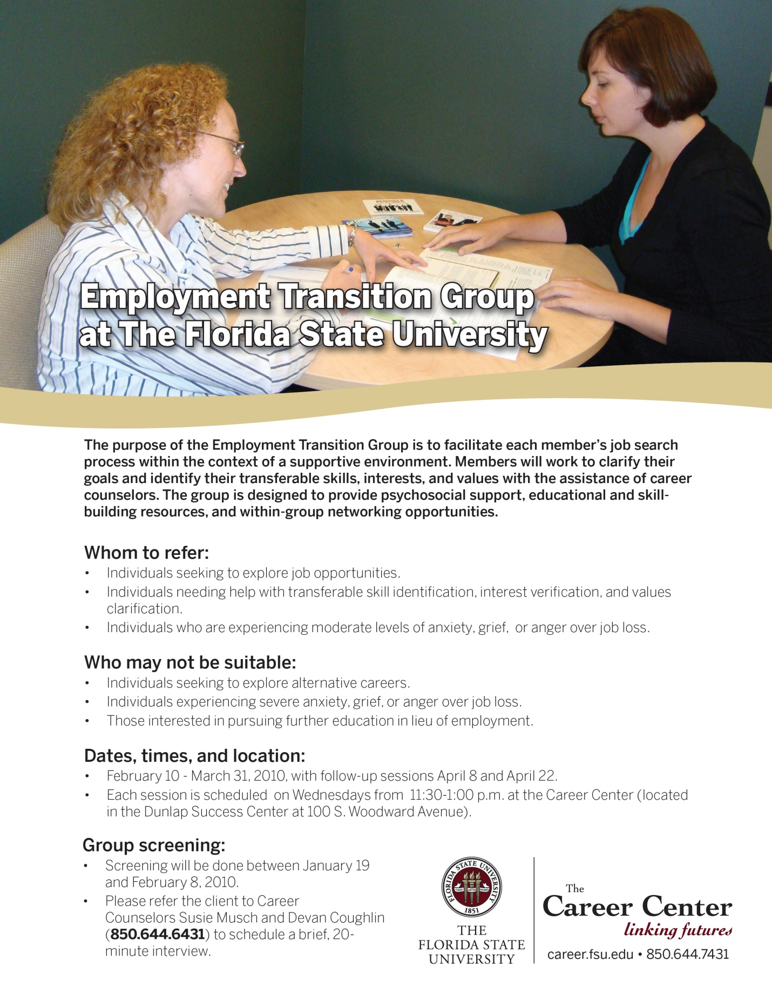 Employment Transition Group
at The Florida State University
The purpose of the Employment Transition Group is to facilitate each member's job search
process within the context of a supportive environment. Members will work to clarify their
goals and identify their transferable skills, interests, and values with the assistance of career
counselors. The group is designed to provide psychosocial support, educational and skill-
building resources, and within-group networking opportunities.
Whom to refer:
• Individuals seeking to explore job opportunities.
• Individuals needing help with transferable skill identification, interest verification, and values
clarification.
• Individuals who are experiencing moderate levels of anxiety, grief,  or anger over job loss.
Who may not be suitable:
• Individuals seeking to explore alternative careers.
• Individuals experiencing severe anxiety, grief, or anger over job loss.
• Those interested in pursuing further education in lieu of employment.
Dates, times, and location:
• February 10 - March 31, 2010, with follow-up sessions April 8 and April 22.
• Each session is scheduled  on Wednesdays from  11:30-1:00 p.m. at the Career Center (located
in the Dunlap Success Center at 100 S. Woodward Avenue).
Group screening:
• Screening will be done between January 19
and February 8, 2010.
• Please refer the client to Career
Counselors Susie Musch and Devan Coughlin
(850.644.6431) to schedule a brief, 20-
minute interview.
FLORIDA STATE UNIVERSITY
VIRES ARTES MORES
1851
THE
FLORIDA STATE
UNIVERSITY
The
Career Center
linking futures
career.fsu.edu • 850.644.7431